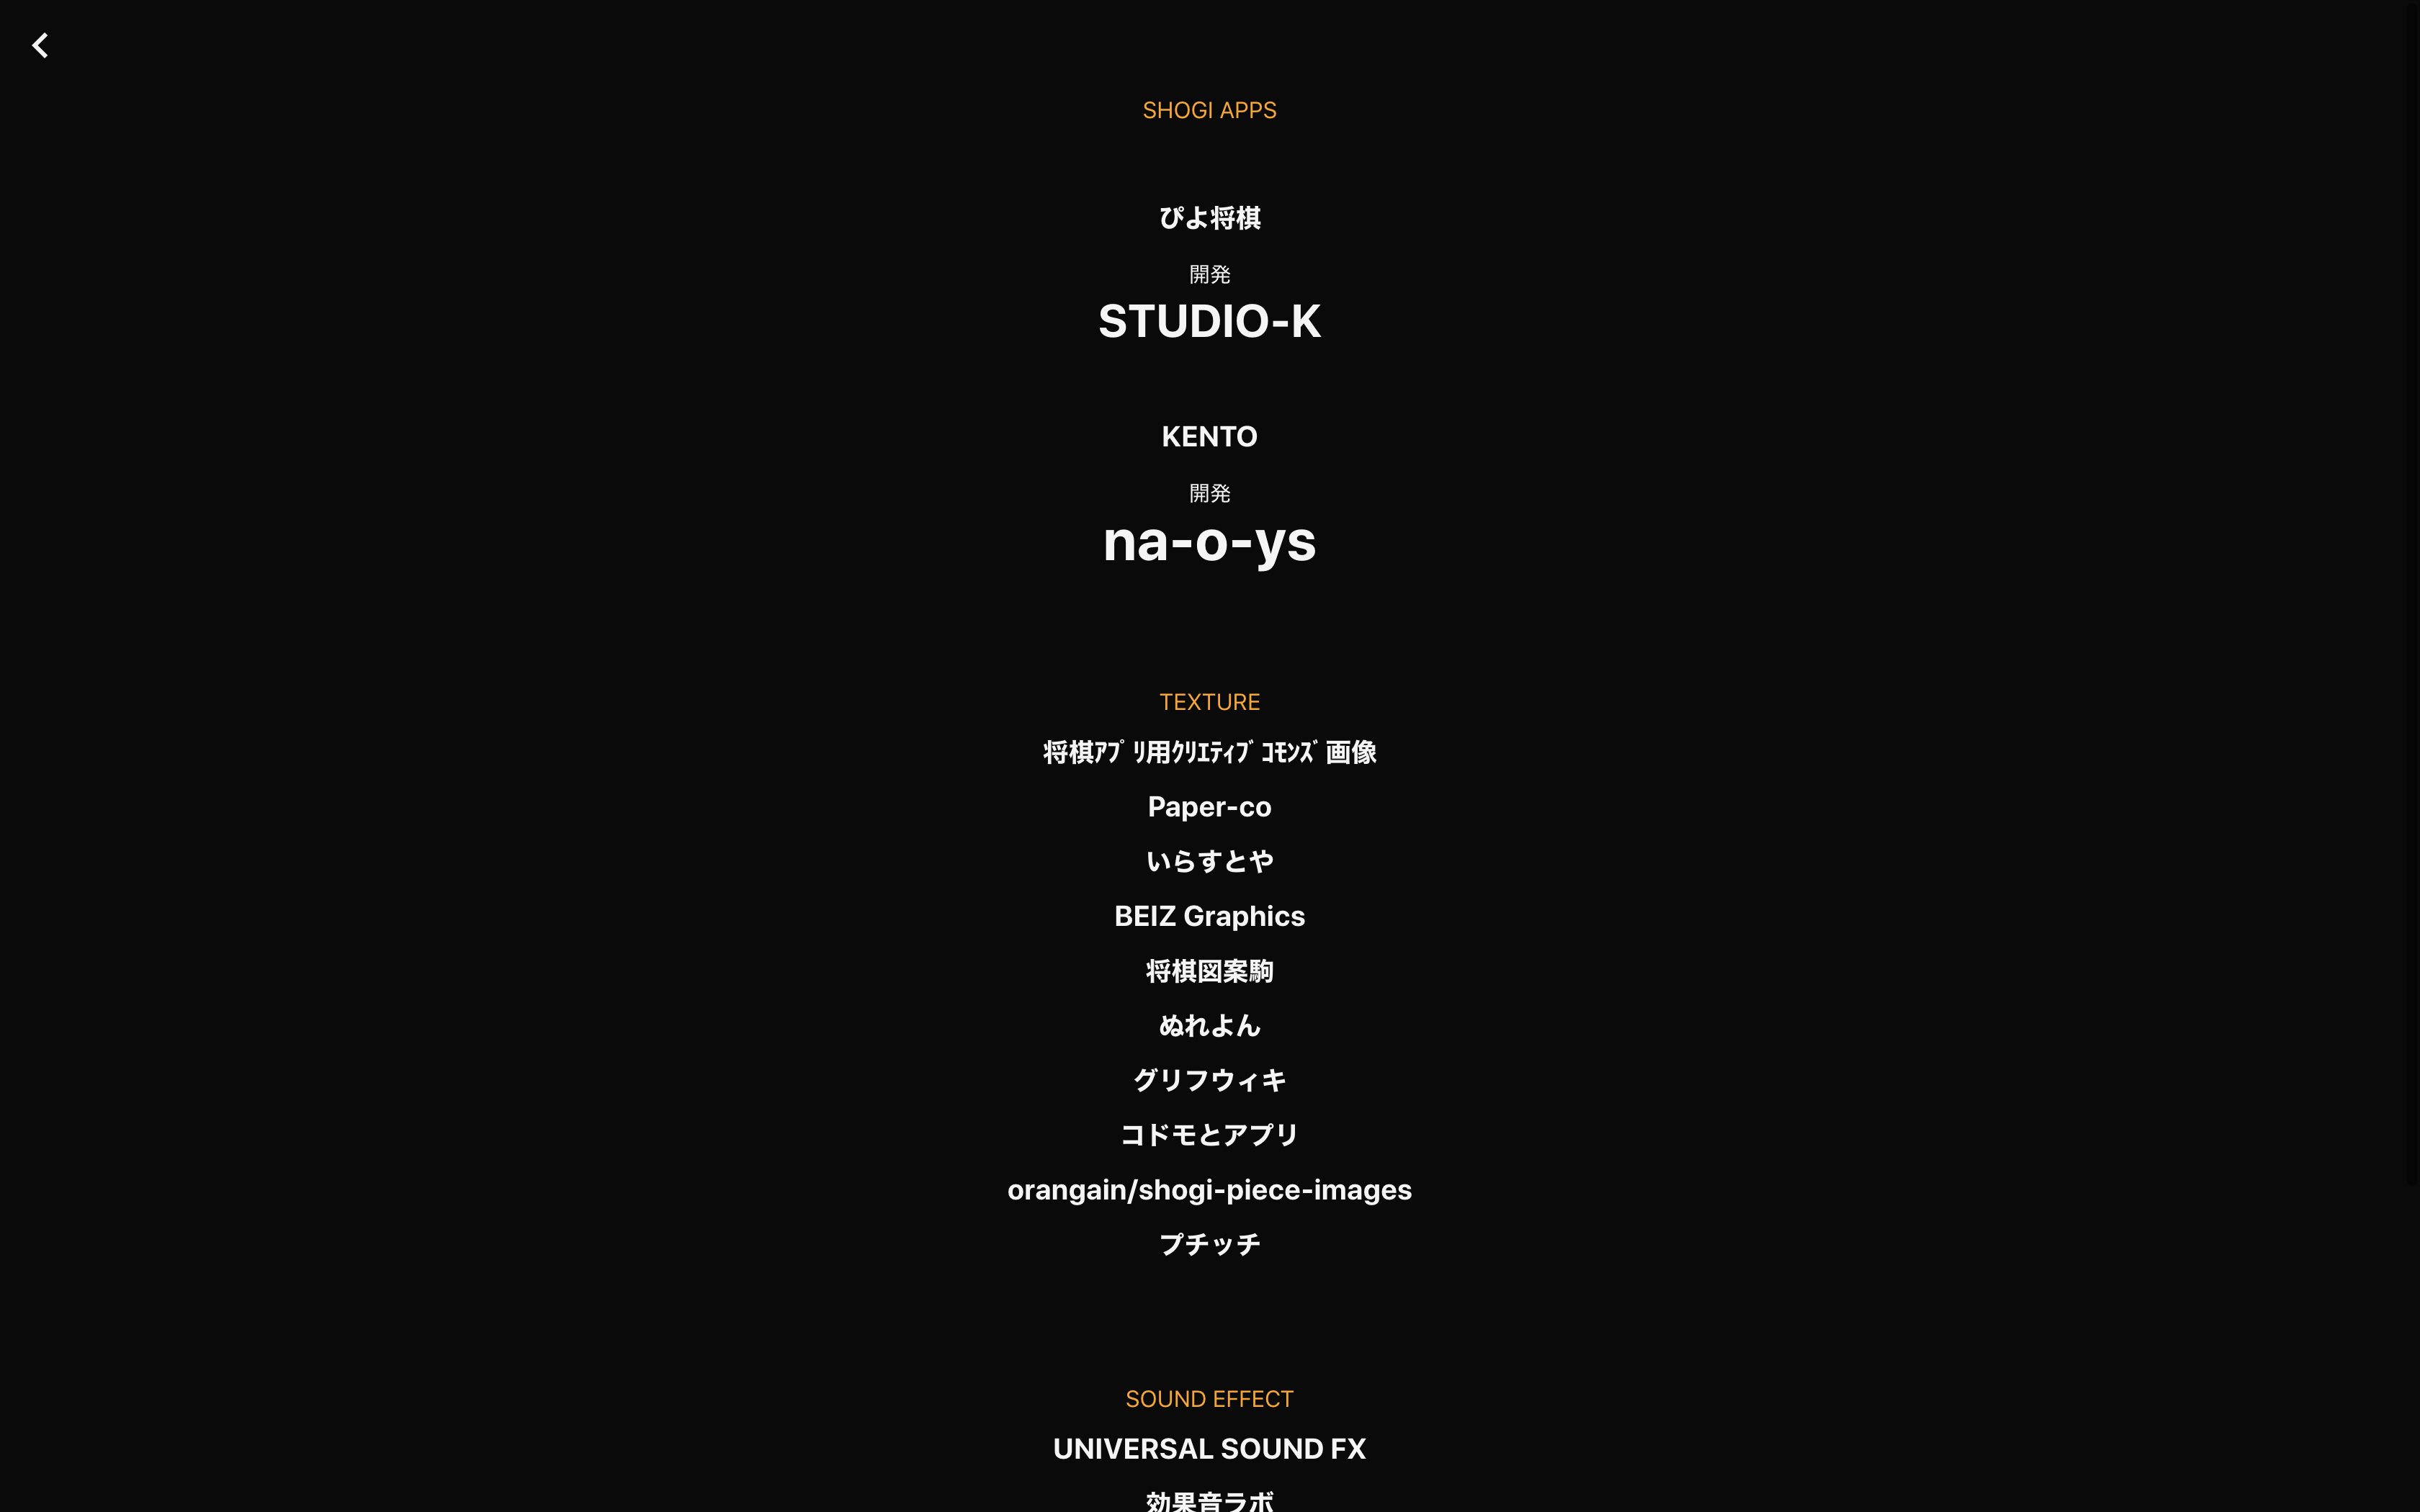 SHOGI APPS
ぴよ将棋
開発
STUDIO-K
KENTO
開発
na-o-ys
TEXTURE
将棋ｱﾌﾟﾘ用ｸﾘｴﾃｨﾌﾞｺﾓﾝｽﾞ画像
Paper-co
いらすとや
BEIZ Graphics
将棋図案駒
ぬれよん
グリフウィキ
コドモとアプリ
orangain/shogi-piece-images
プチッチ
SOUND EFFECT
UNIVERSAL SOUND FX
効果音ラボ